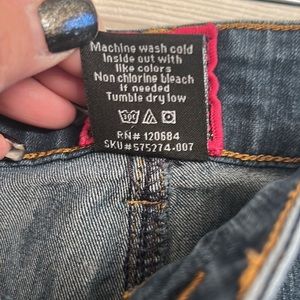 Machine wash cold
Inside out with
like colors
Non chlorine bleach
if needed
Tumble dry low
RN# 120684
SKU#575274-007